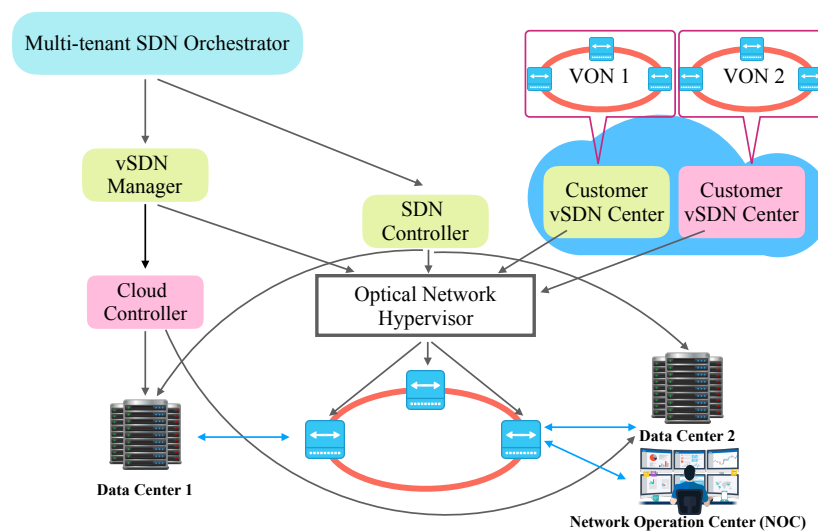 Multi-tenant SDN Orchestrator
VON 1
VON 2
vSDN
Manager
Customer
vSDN Center
Customer
vSDN Center
SDN
Controller
Cloud
Controller
Optical Network
Hypervisor
Data Center 1
Data Center 2
Network Operation Center (NOC)